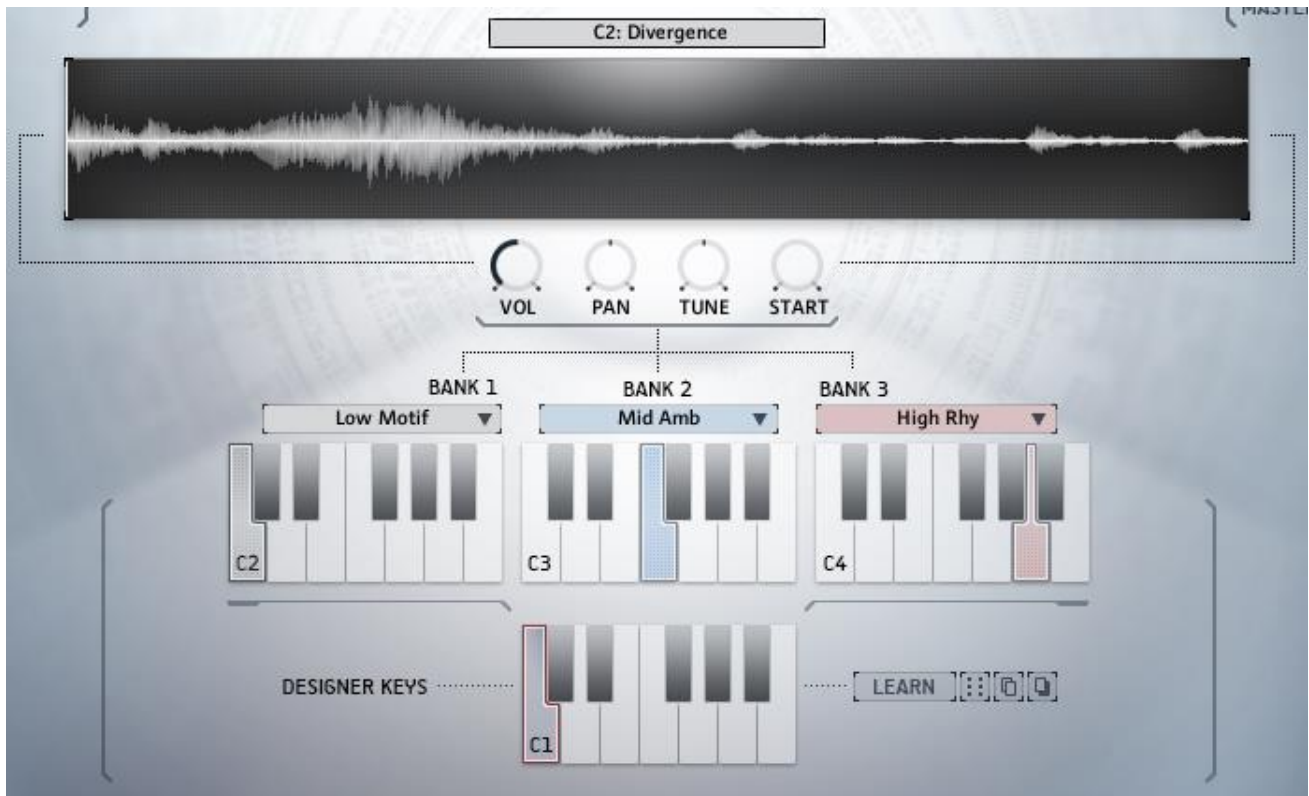 MASTER
C2: Divergence
VOL PAN TUNE START
BANK 1 BANK 2 BANK 3
Low Motif Mid Amb High Rhy
C2 C3 C4
DESIGNER KEYS C1 LEARN